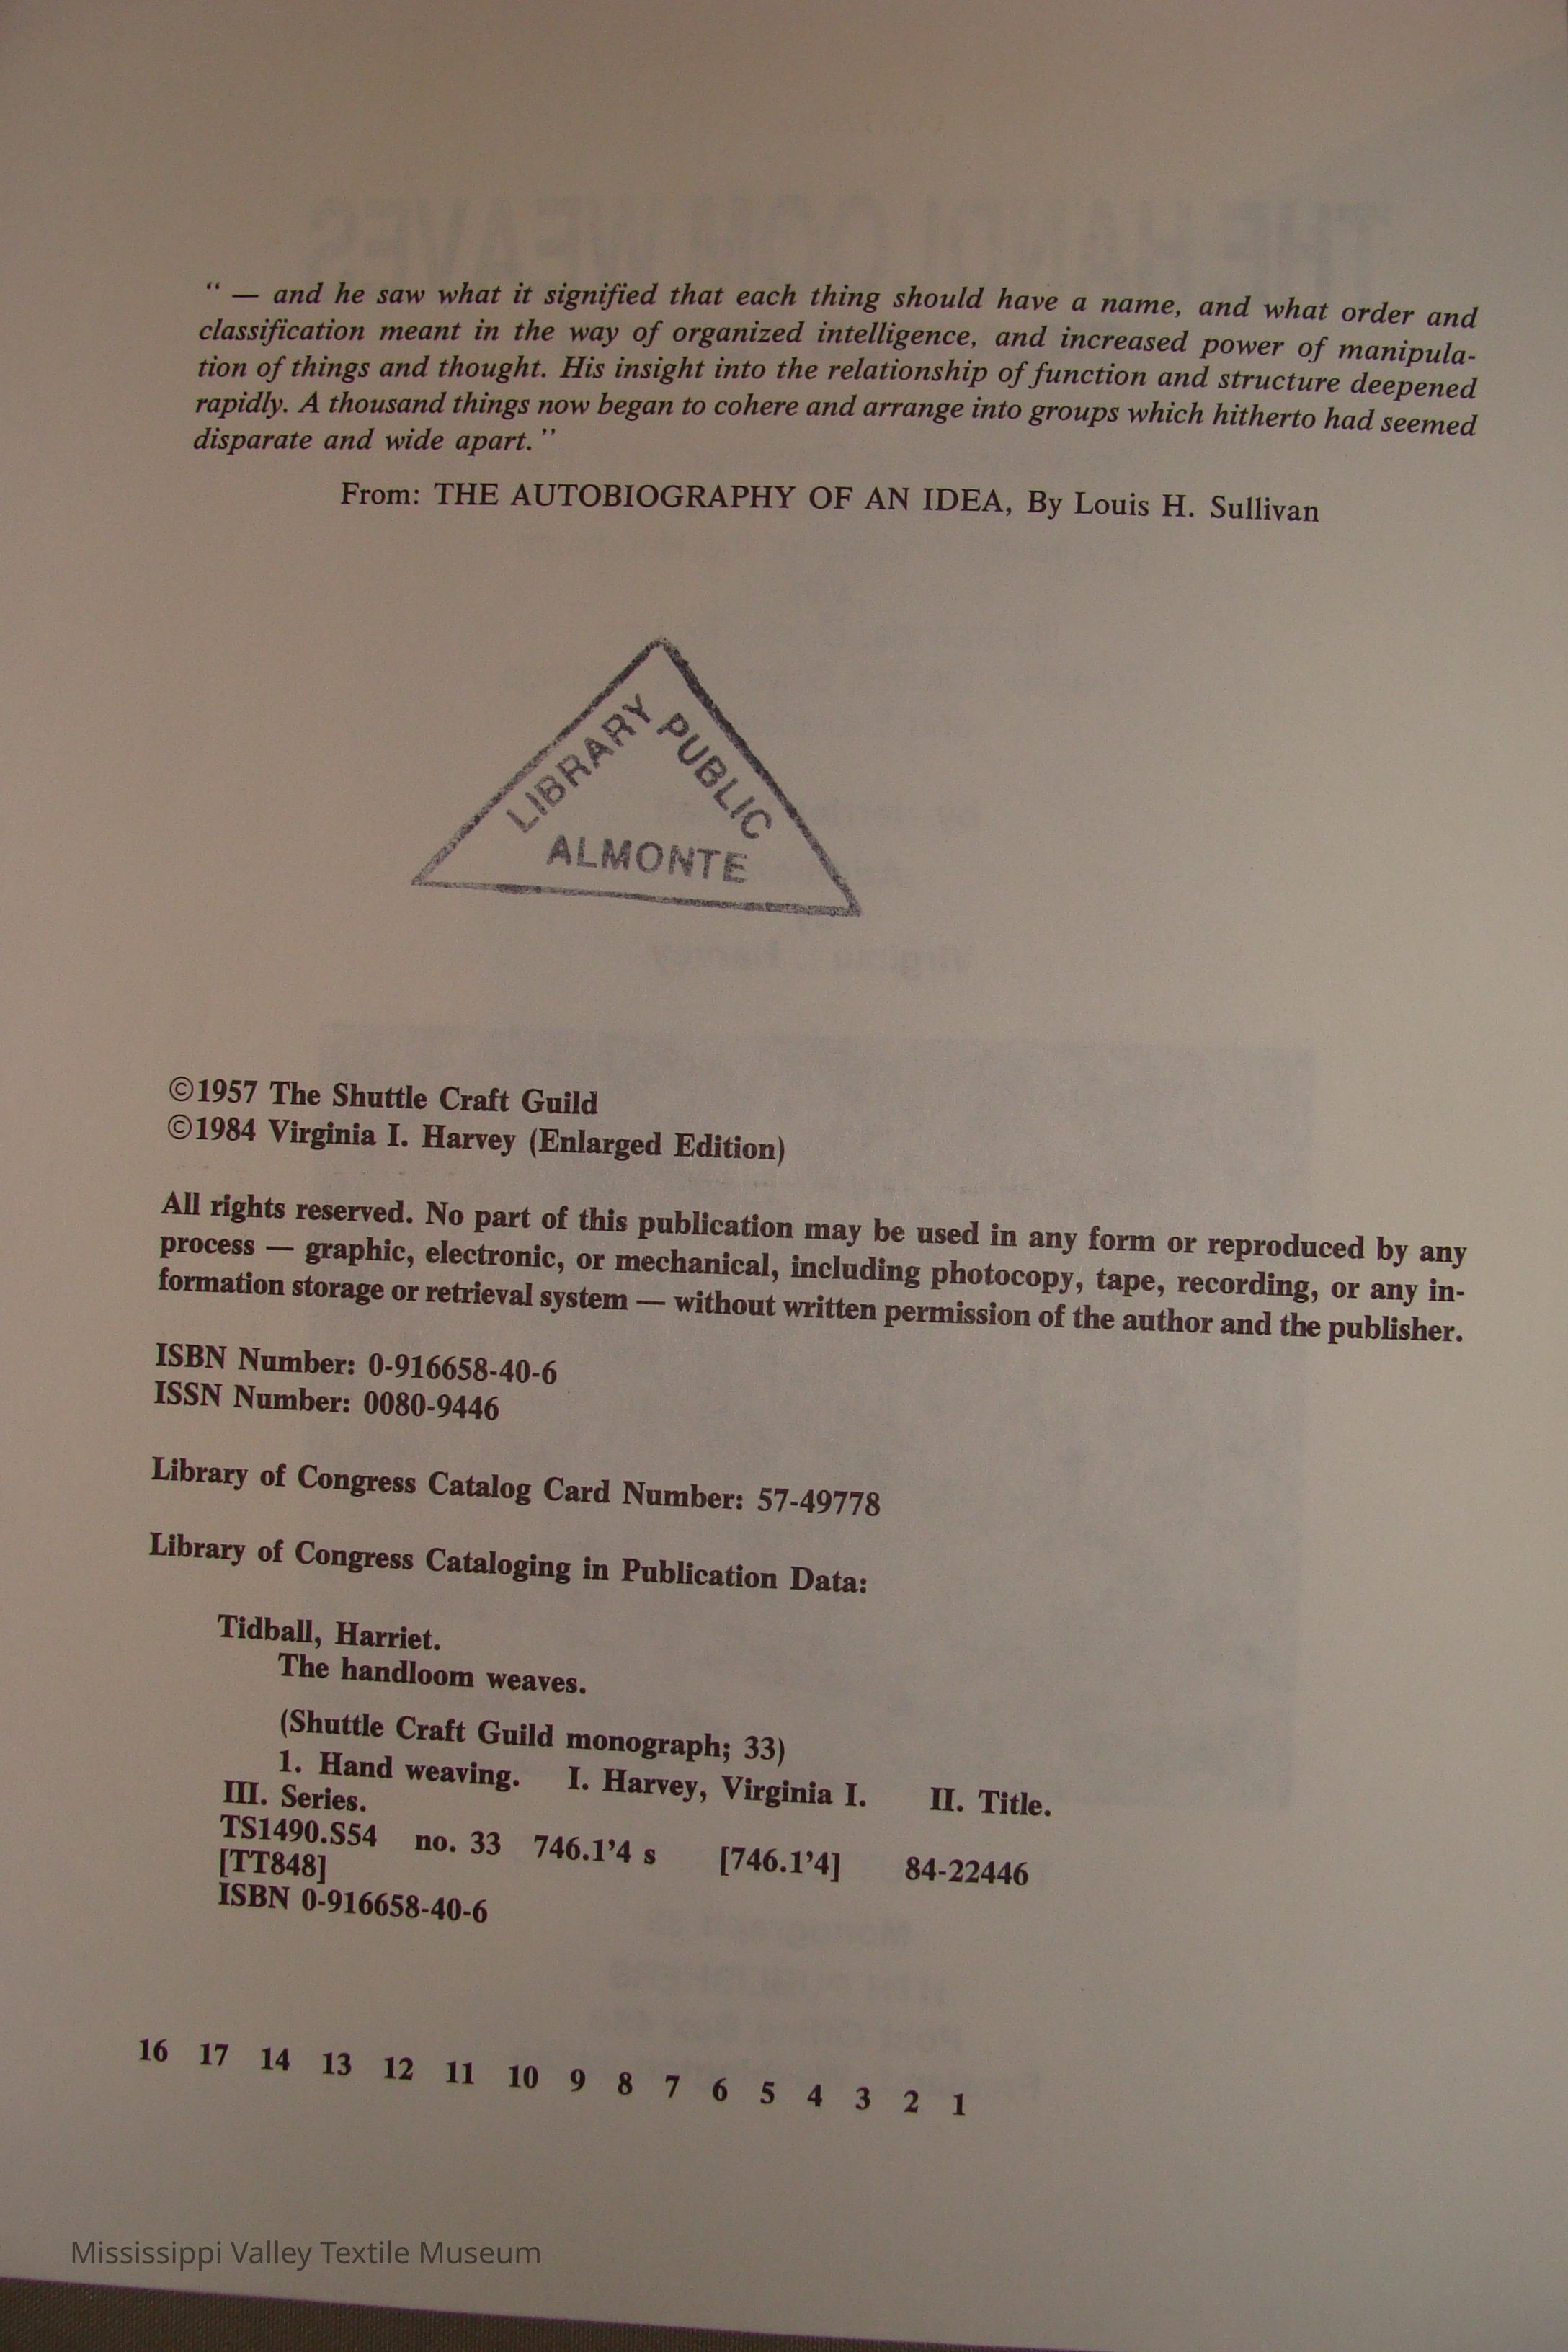 “ — and he saw what it signified that each thing should have a name, and what order and
classification meant in the way of organized intelligence, and increased power of manipula-
tion of things and thought. His insight into the relationship of function and structure deepened
rapidly. A thousand things now began to cohere and arrange into groups which hitherto had seemed
disparate and wide apart.”
From: THE AUTOBIOGRAPHY OF AN IDEA, By Louis H. Sullivan
LIBRARY
PUBLIC
ALMONTE
©1957 The Shuttle Craft Guild
©1984 Virginia I. Harvey (Enlarged Edition)
All rights reserved. No part of this publication may be used in any form or reproduced by any
process — graphic, electronic, or mechanical, including photocopy, tape, recording, or any in-
formation storage or retrieval system — without written permission of the author and the publisher.
ISBN Number: 0-916658-40-6
ISSN Number: 0080-9446
Library of Congress Catalog Card Number: 57-49778
Library of Congress Cataloging in Publication Data:
Tidball, Harriet.
The handloom weaves.
(Shuttle Craft Guild monograph; 33)
1. Hand weaving. I. Harvey, Virginia I. II. Title.
III. Series.
TS1490.S54 no. 33 746.1’4 s [746.1’4] 84-22446
[TT848]
ISBN 0-916658-40-6
16 17 14 13 12 11 10 9 8 7 6 5 4 3 2 1
Mississippi Valley Textile Museum